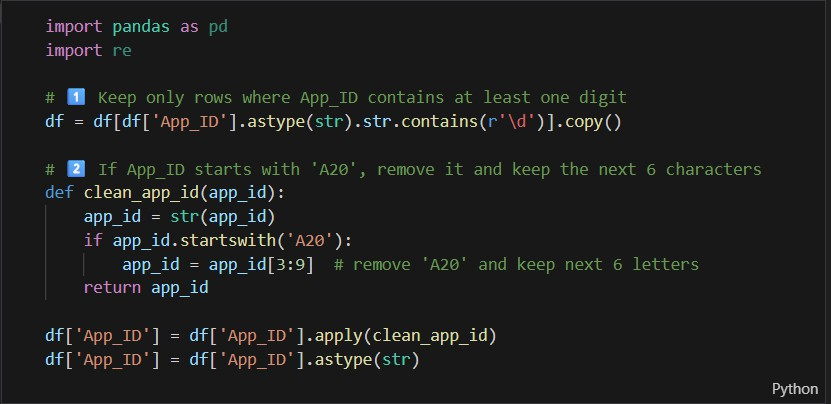 import pandas as pd
import re
# 1️⃣ Keep only rows where App_ID contains at least one digit
df = df[df['App_ID'].astype(str).str.contains(r'\d')].copy()
# 2️⃣ If App_ID starts with 'A20', remove it and keep the next 6 characters
def clean_app_id(app_id):
    app_id = str(app_id)
    if app_id.startswith('A20'):
        app_id = app_id[3:9]  # remove 'A20' and keep next 6 letters
    return app_id
df['App_ID'] = df['App_ID'].apply(clean_app_id)
df['App_ID'] = df['App_ID'].astype(str)
Python